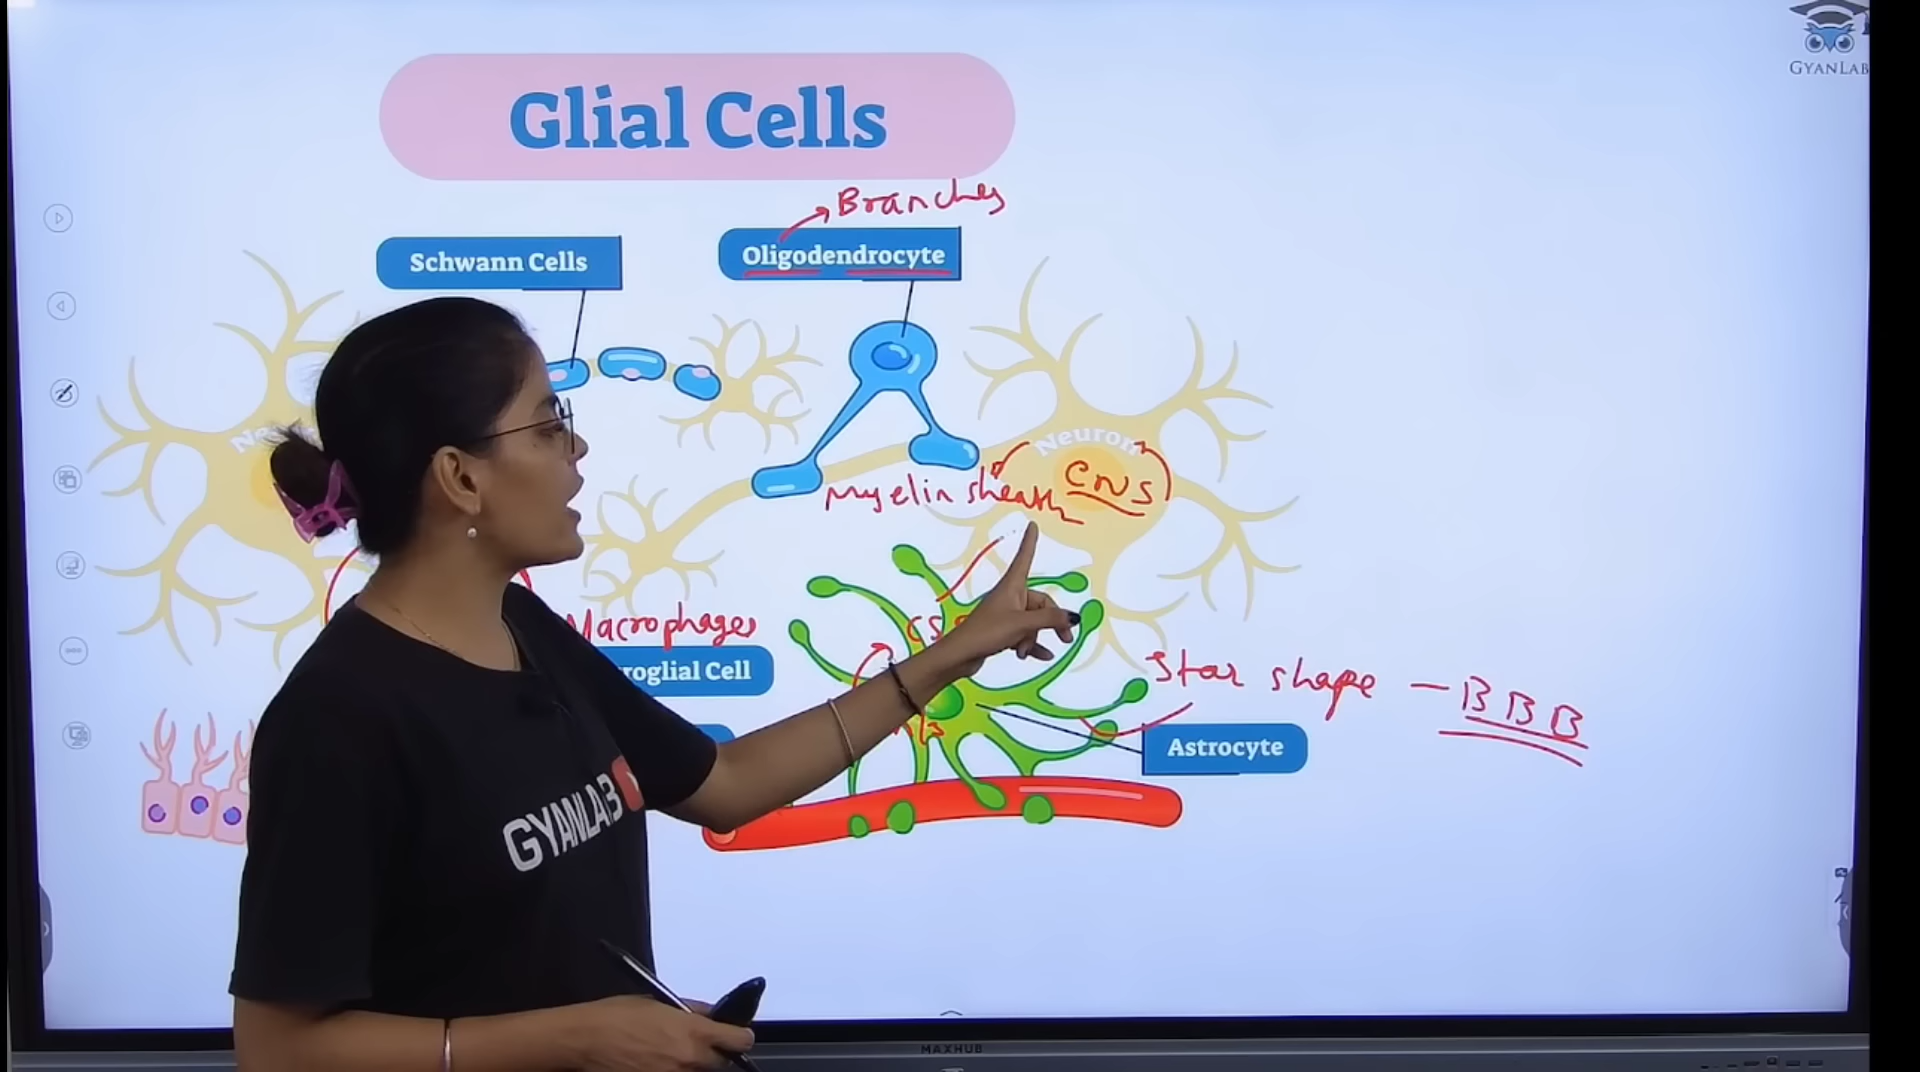 GYANLAB
Glial Cells
Branches
Schwann Cells
Oligodendrocyte
Neuron
CNS
Myelin sheath
Macrophages
roglial Cell
Star shape - BBB
Astrocyte
GYANLAB
MAXHUB